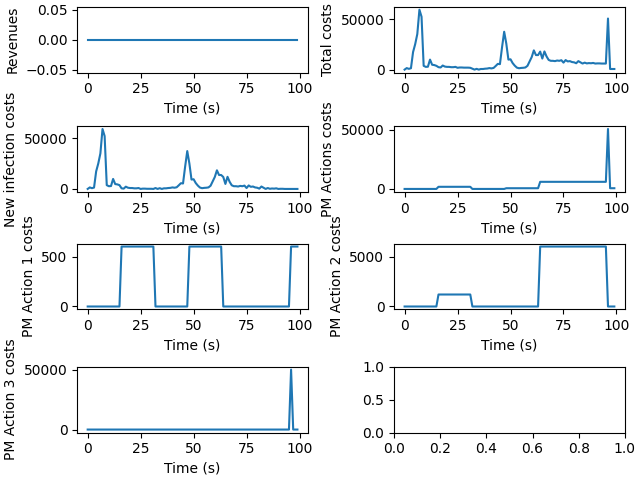 Revenues
0.05
0.00
−0.05
0 25 50 75 100
Time (s)
Total costs
50000
0
0 25 50 75 100
Time (s)
New infection costs
50000
0
0 25 50 75 100
Time (s)
PM Actions costs
50000
0
0 25 50 75 100
Time (s)
PM Action 1 costs
500
0
0 25 50 75 100
Time (s)
PM Action 2 costs
5000
0
0 25 50 75 100
Time (s)
PM Action 3 costs
50000
0
0 25 50 75 100
Time (s)
1.0
0.5
0.0
0.0 0.2 0.4 0.6 0.8 1.0